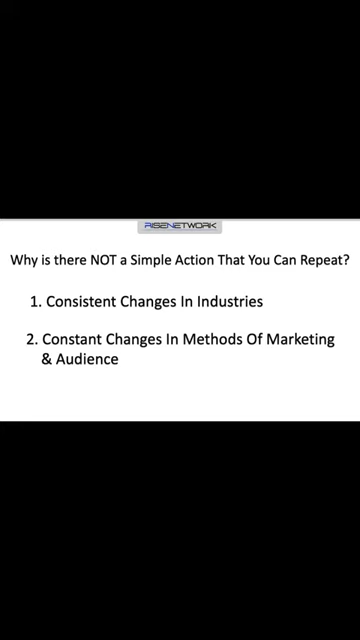 RISENETWORK
Why is there NOT a Simple Action That You Can Repeat?
1. Consistent Changes In Industries
2. Constant Changes In Methods Of Marketing
& Audience